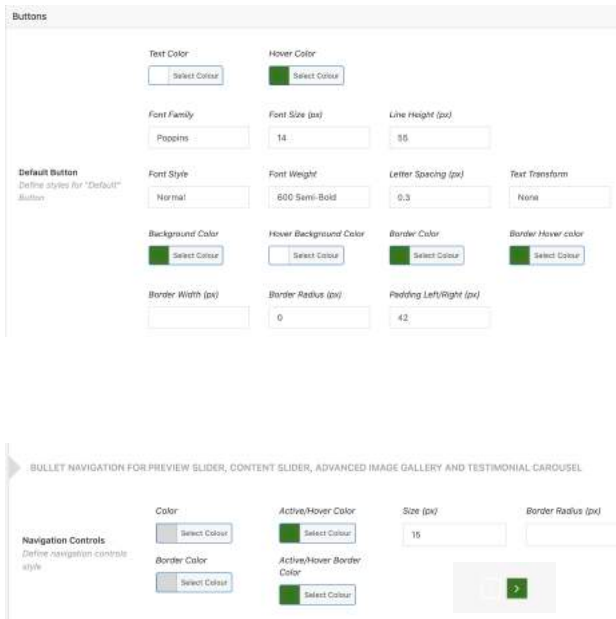 Buttons
Text Color
Hover Color
Select Colour
Select Colour
Font Family
Font Size (px)
Line Height (px)
Poppins
14
55
Default Button
Define styles for "Default" Button
Font Style
Font Weight
Letter Spacing (px)
Text Transform
Normal
600 Semi-Bold
0.3
None
Background Color
Hover Background Color
Border Color
Border Hover color
Select Colour
Select Colour
Select Colour
Select Colour
Border Width (px)
Border Radius (px)
Padding Left/Right (px)
0
42
BULLET NAVIGATION FOR PREVIEW SLIDER, CONTENT SLIDER, ADVANCED IMAGE GALLERY AND TESTIMONIAL CAROUSEL
Color
Active/Hover Color
Size (px)
Border Radius (px)
Select Colour
Select Colour
15
Navigation Controls
Define navigation controls style
Border Color
Active/Hover Border Color
Select Colour
Select Colour